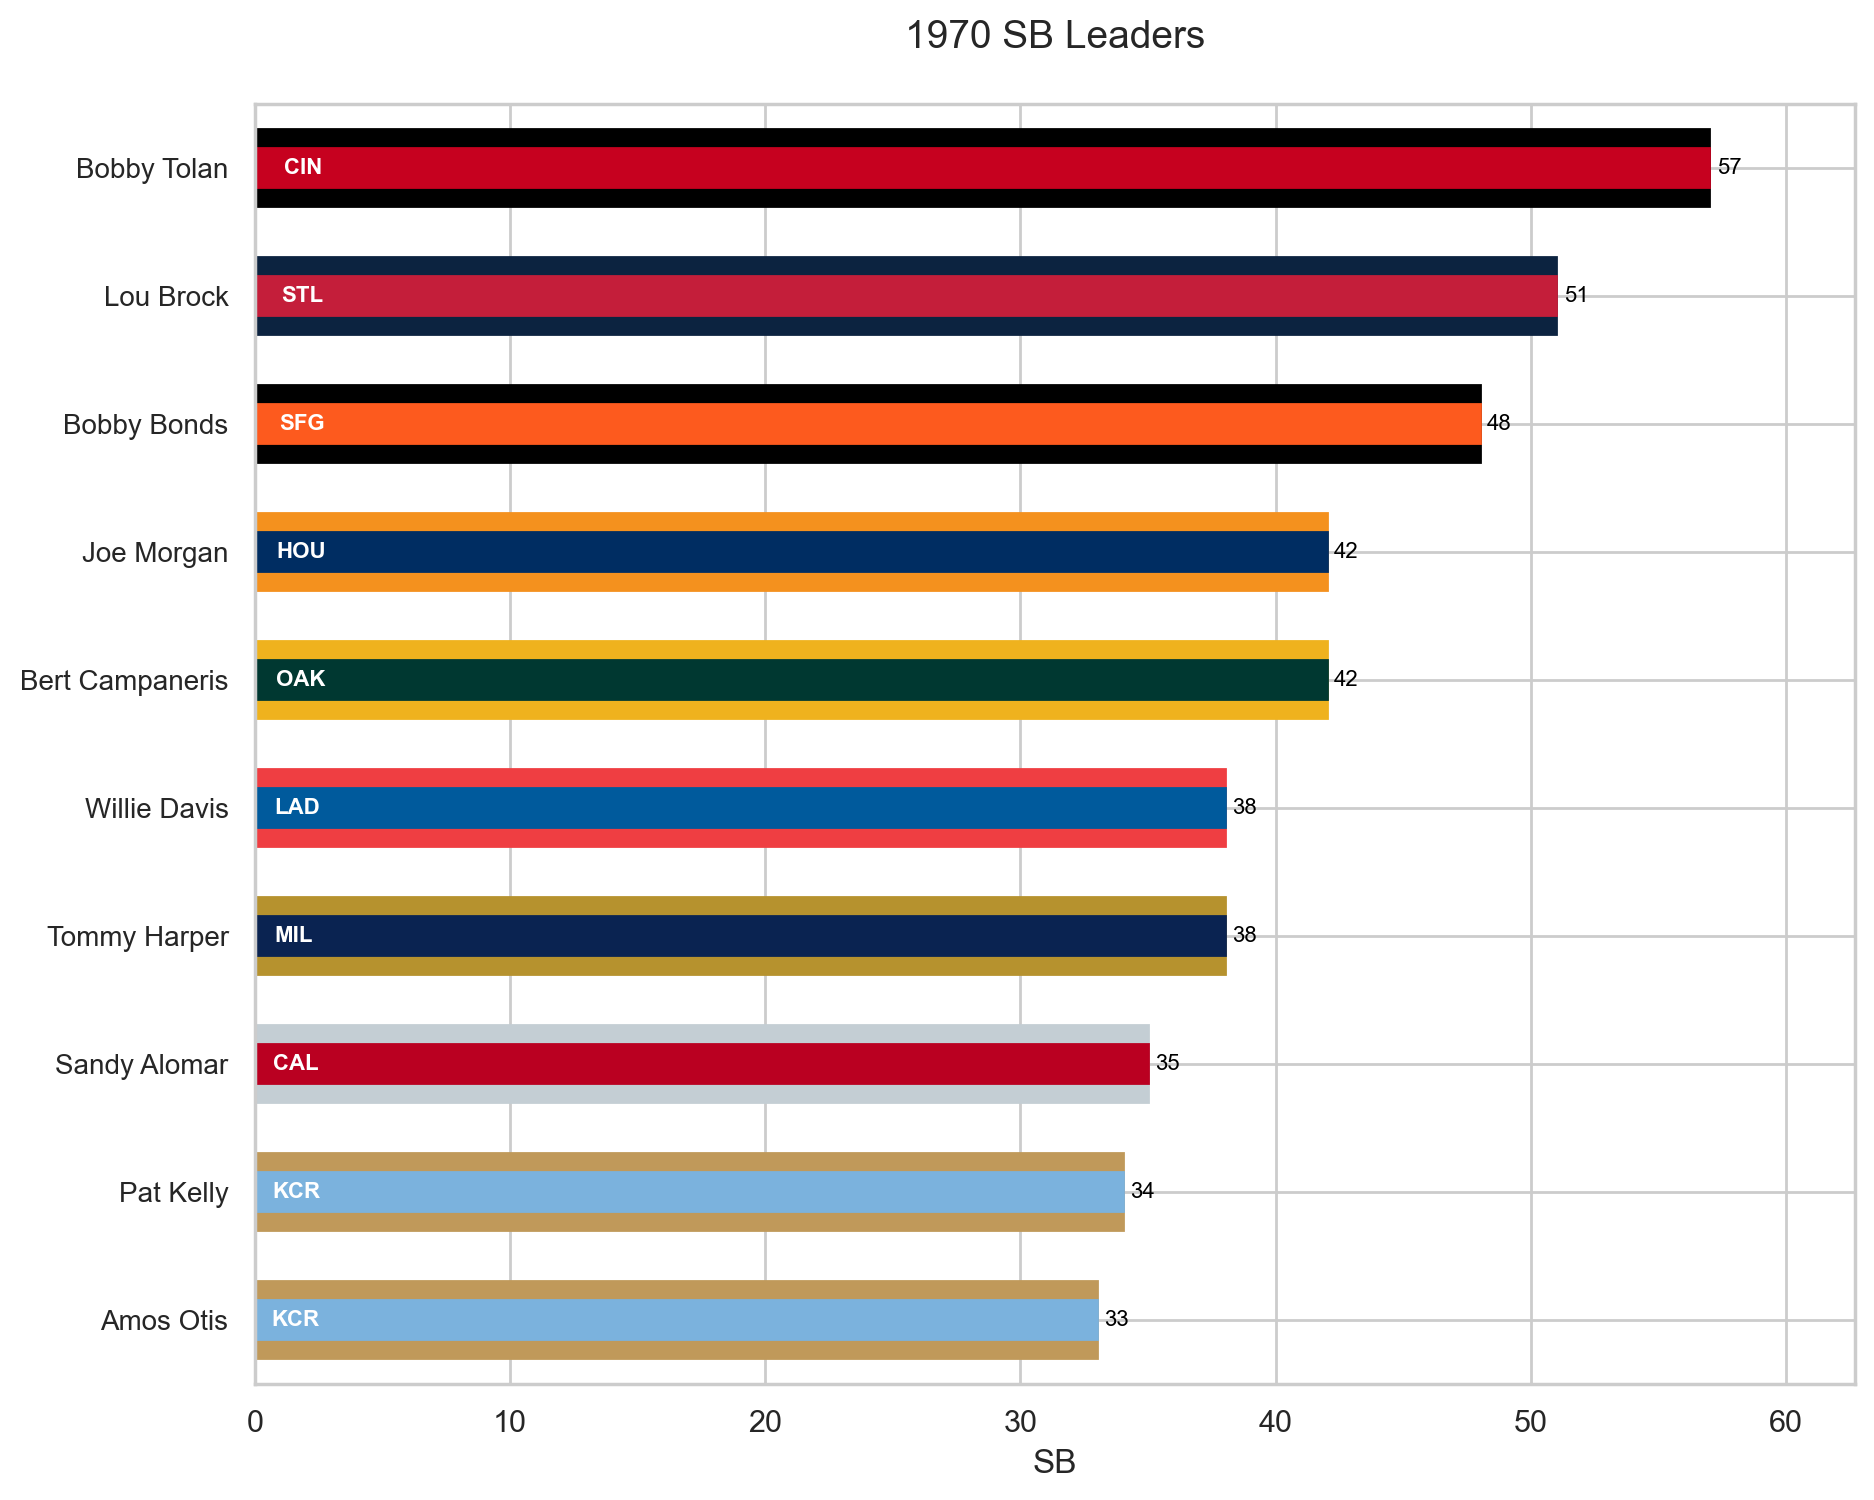 1970 SB Leaders
Bobby Tolan CIN 57
Lou Brock STL 51
Bobby Bonds SFG 48
Joe Morgan HOU 42
Bert Campaneris OAK 42
Willie Davis LAD 38
Tommy Harper MIL 38
Sandy Alomar CAL 35
Pat Kelly KCR 34
Amos Otis KCR 33
0 10 20 30 40 50 60
SB